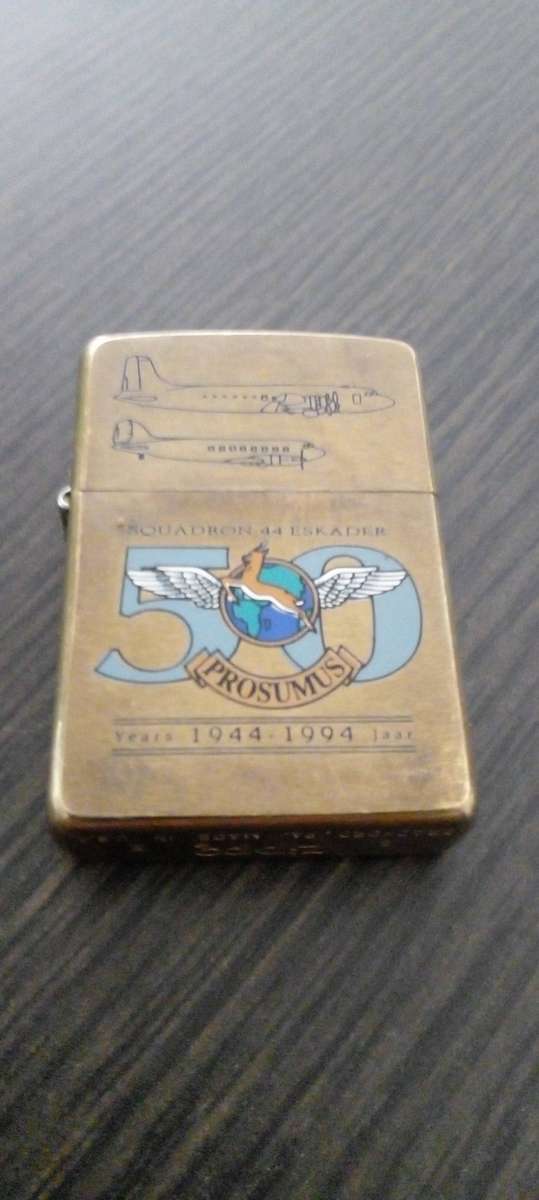 SQUADRON 44 ESKADER
50
PROSUMUS
Years 1944-1994 Jaar